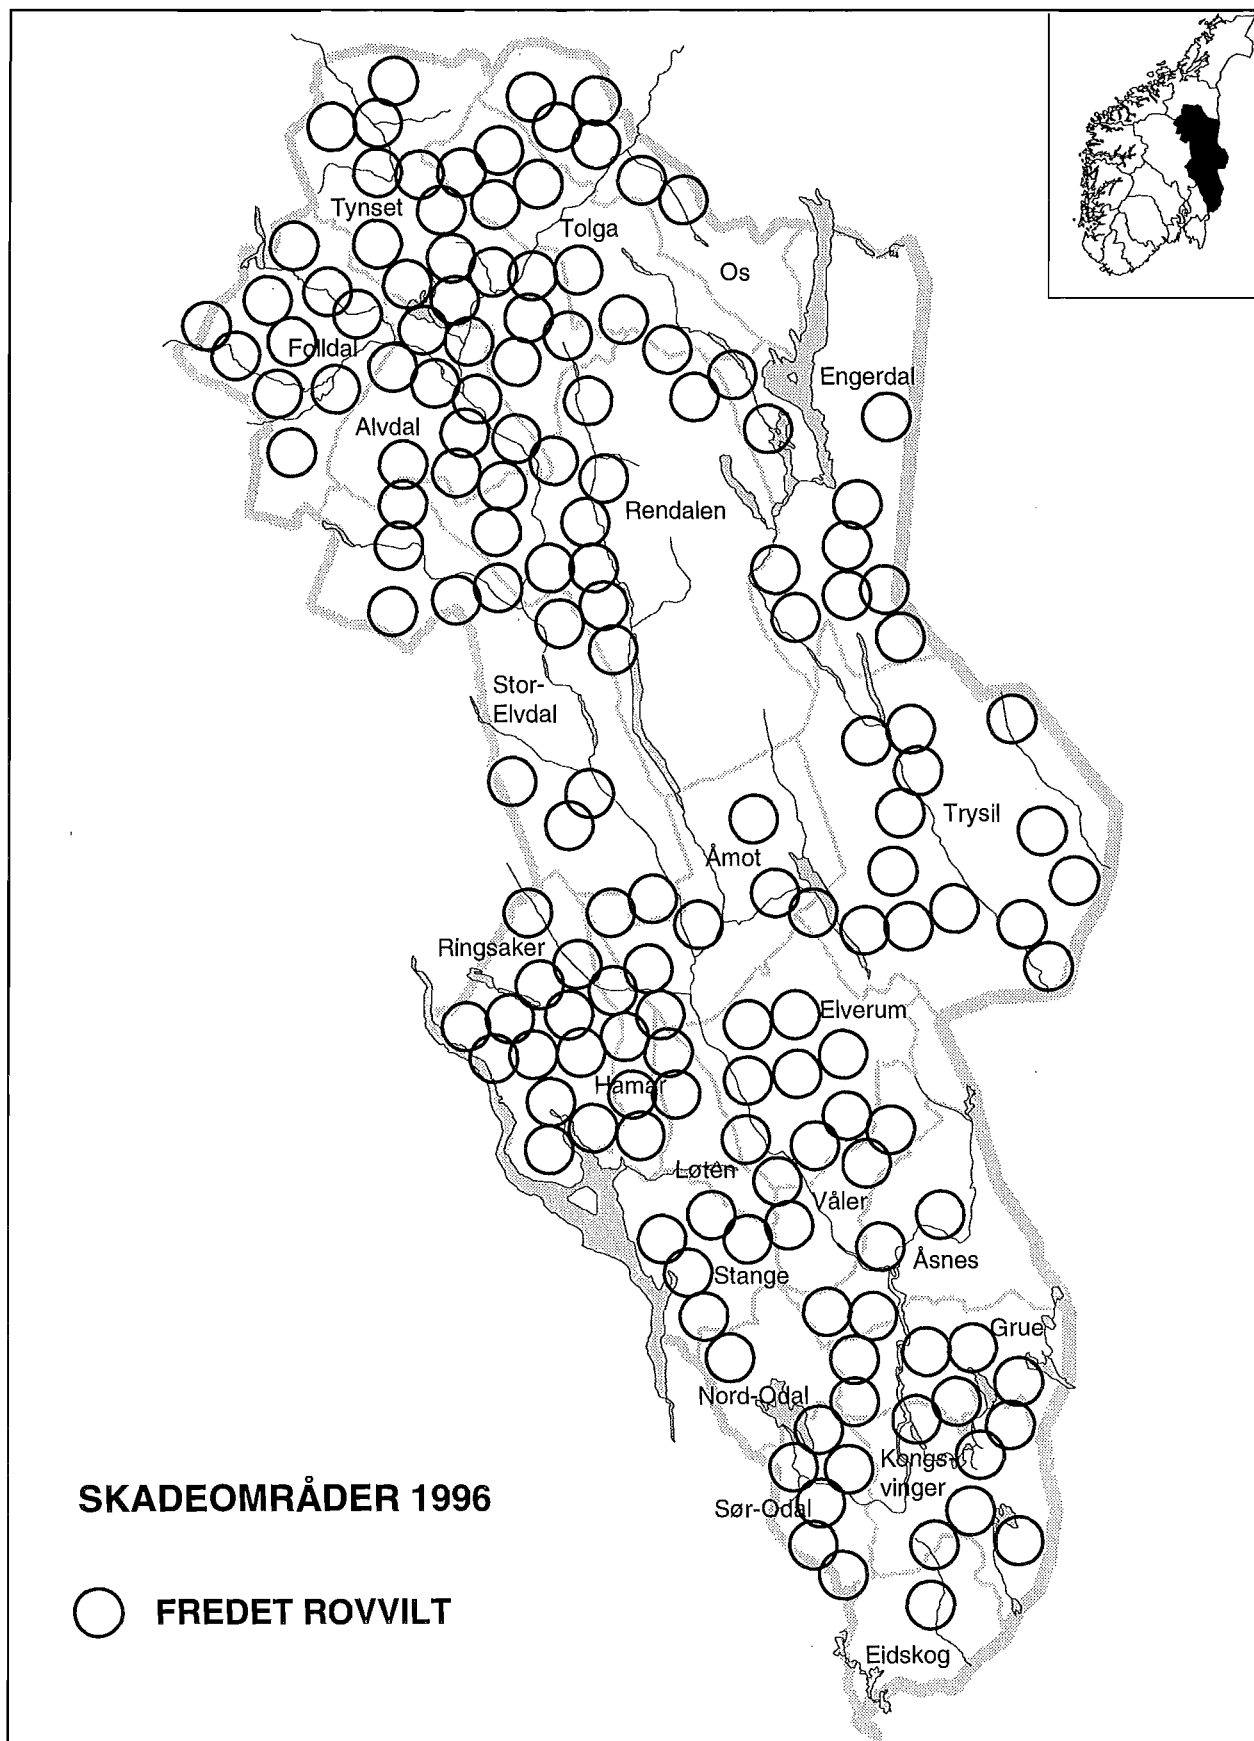 Tynset
Tolga
Os
Folldal
Engerdal
Alvdal
Rendalen
Stor-
Elvdal
Trysil
Åmot
Ringsaker
Elverum
Hamar
Løten
Våler
Åsnes
Stange
Grue
Nord-Odal
Kongs-
vinger
SKADEOMRÅDER 1996
Sør-Odal
FREDET ROVVILT
Eidskog